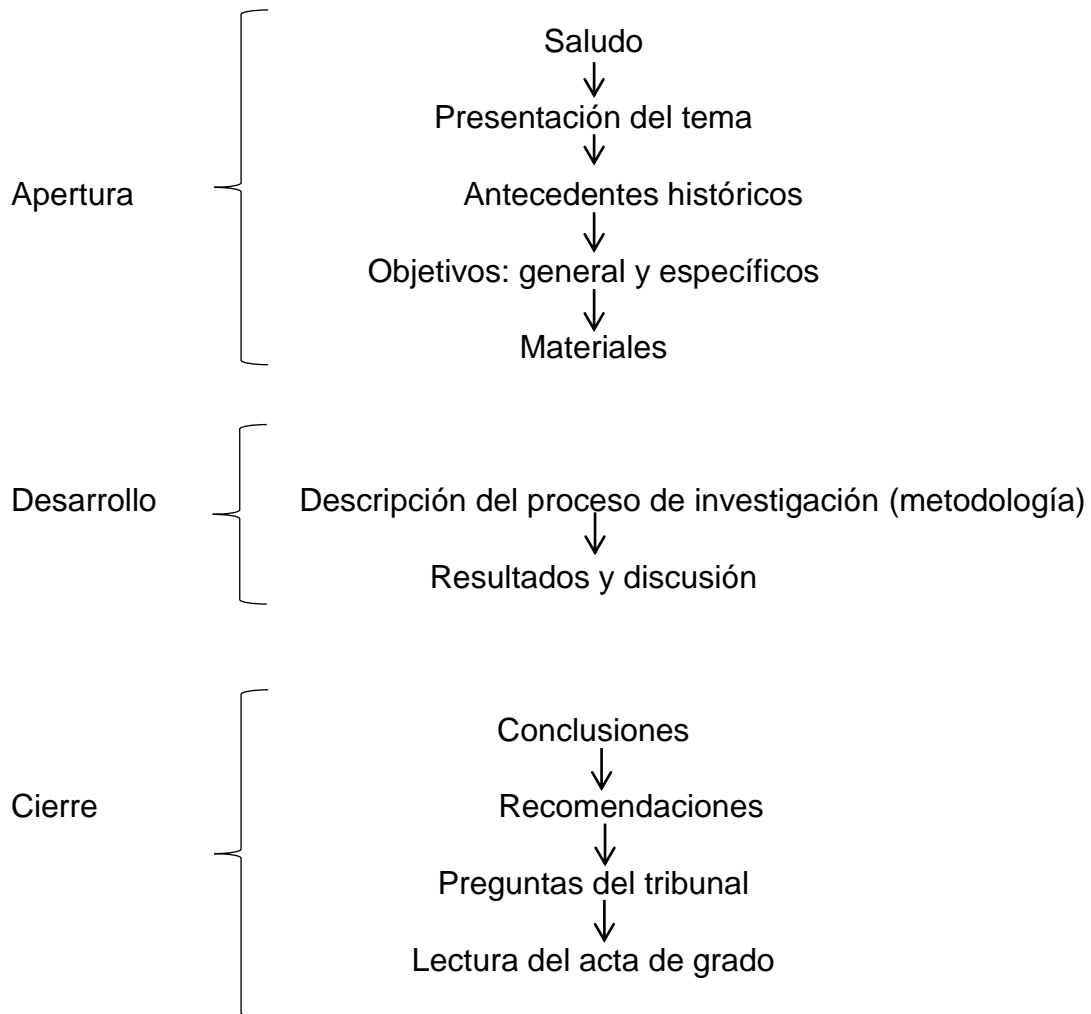 Saludo
Presentación del tema
Apertura
Antecedentes históricos
Objetivos: general y específicos
Materiales
Desarrollo
Descripción del proceso de investigación (metodología)
Resultados y discusión
Conclusiones
Cierre
Recomendaciones
Preguntas del tribunal
Lectura del acta de grado